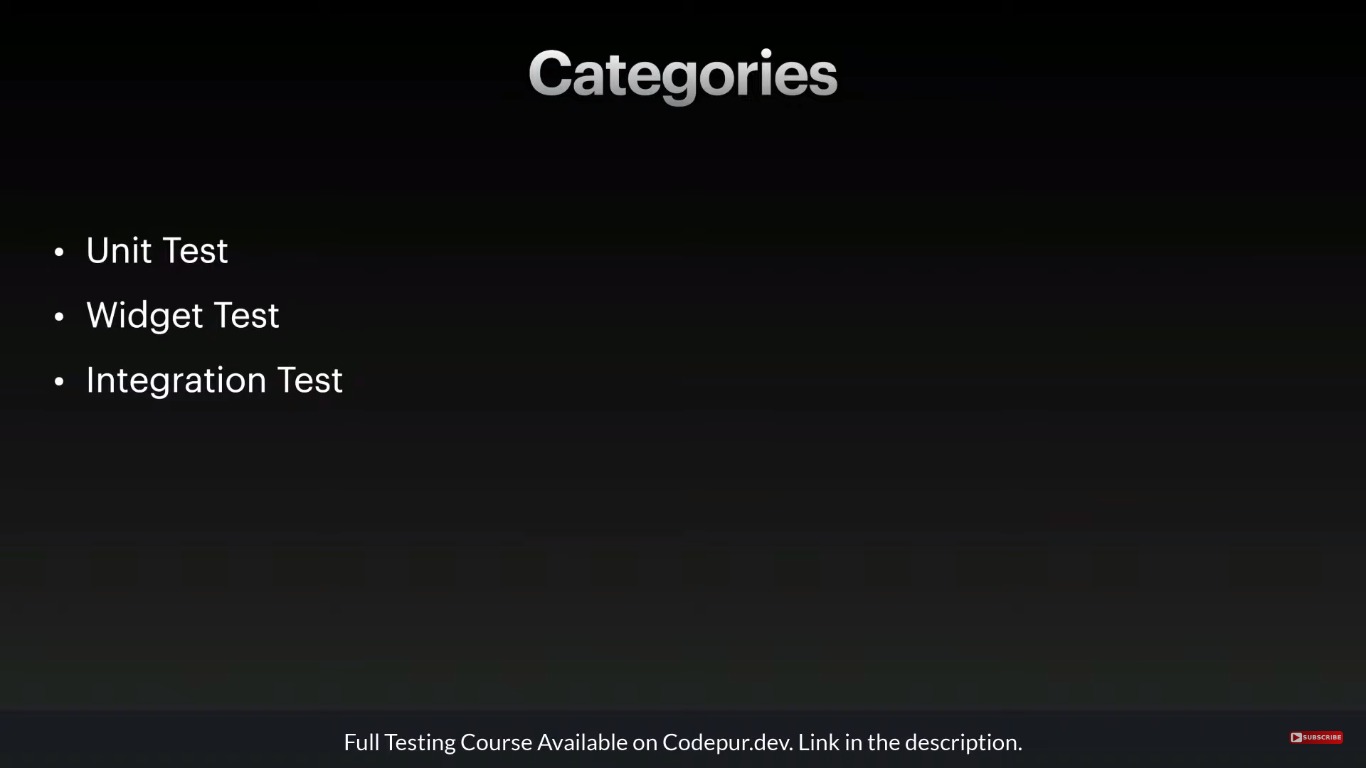 Categories
• Unit Test
• Widget Test
• Integration Test
Full Testing Course Available on Codepur.dev. Link in the description.
SUBSCRIBE